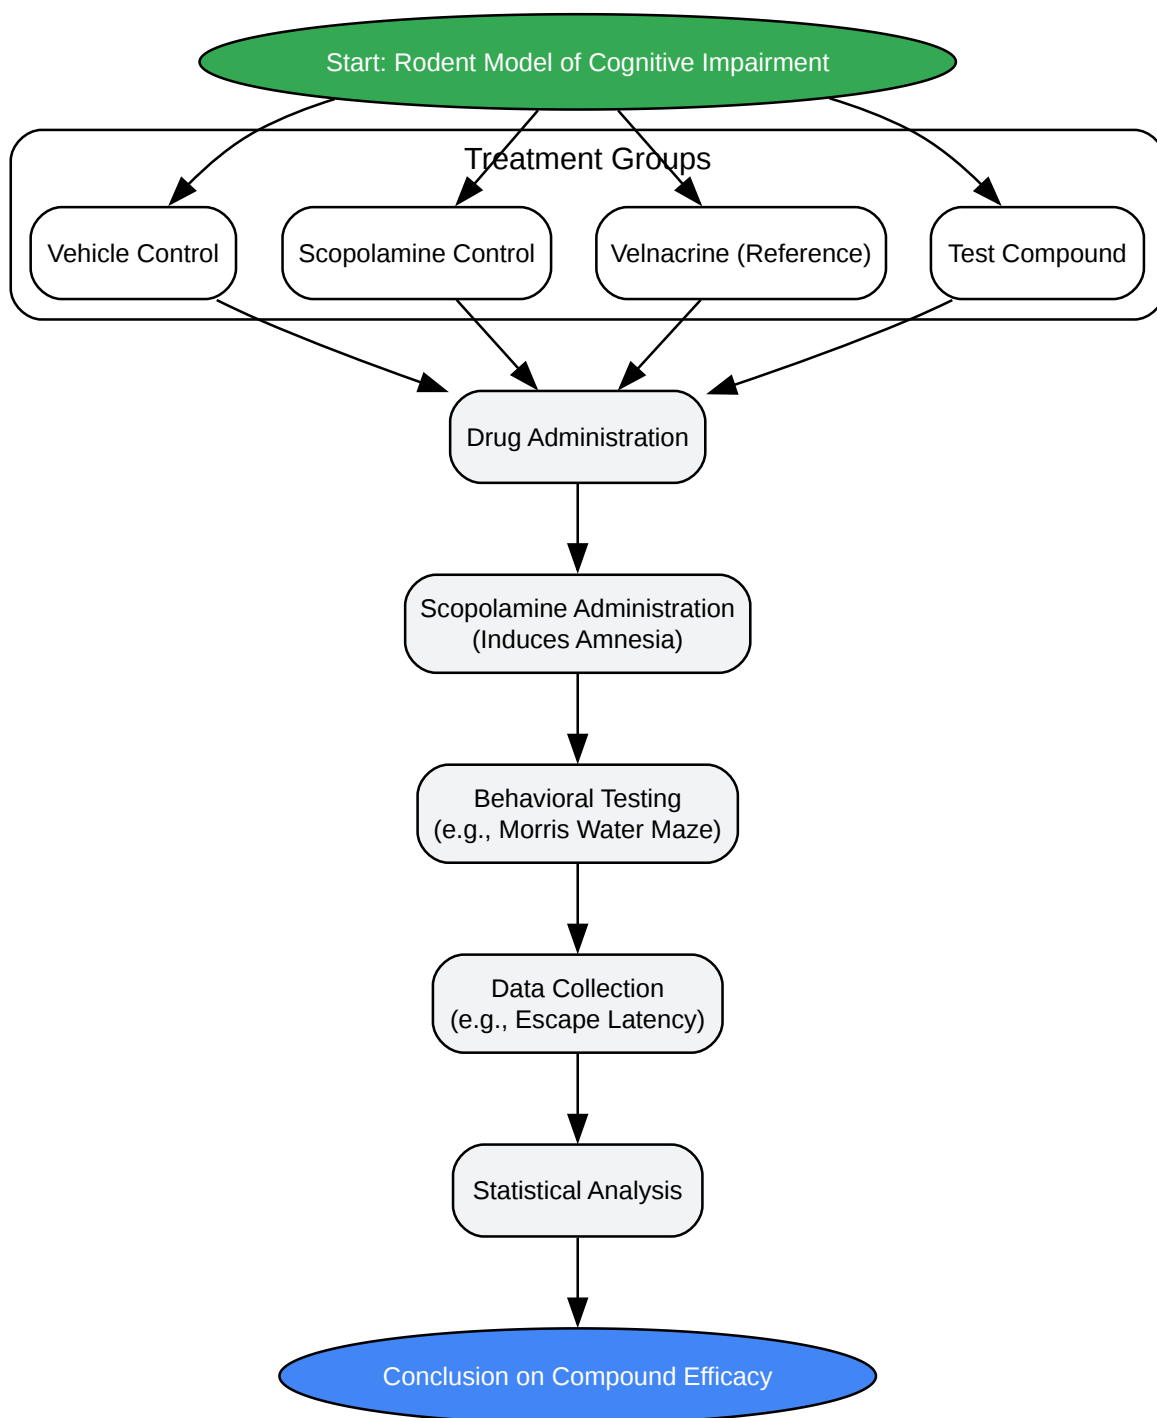 Start: Rodent Model of Cognitive Impairment
Treatment Groups
Vehicle Control
Scopolamine Control
Velnacrine (Reference)
Test Compound
Drug Administration
Scopolamine Administration
(Induces Amnesia)
Behavioral Testing
(e.g., Morris Water Maze)
Data Collection
(e.g., Escape Latency)
Statistical Analysis
Conclusion on Compound Efficacy